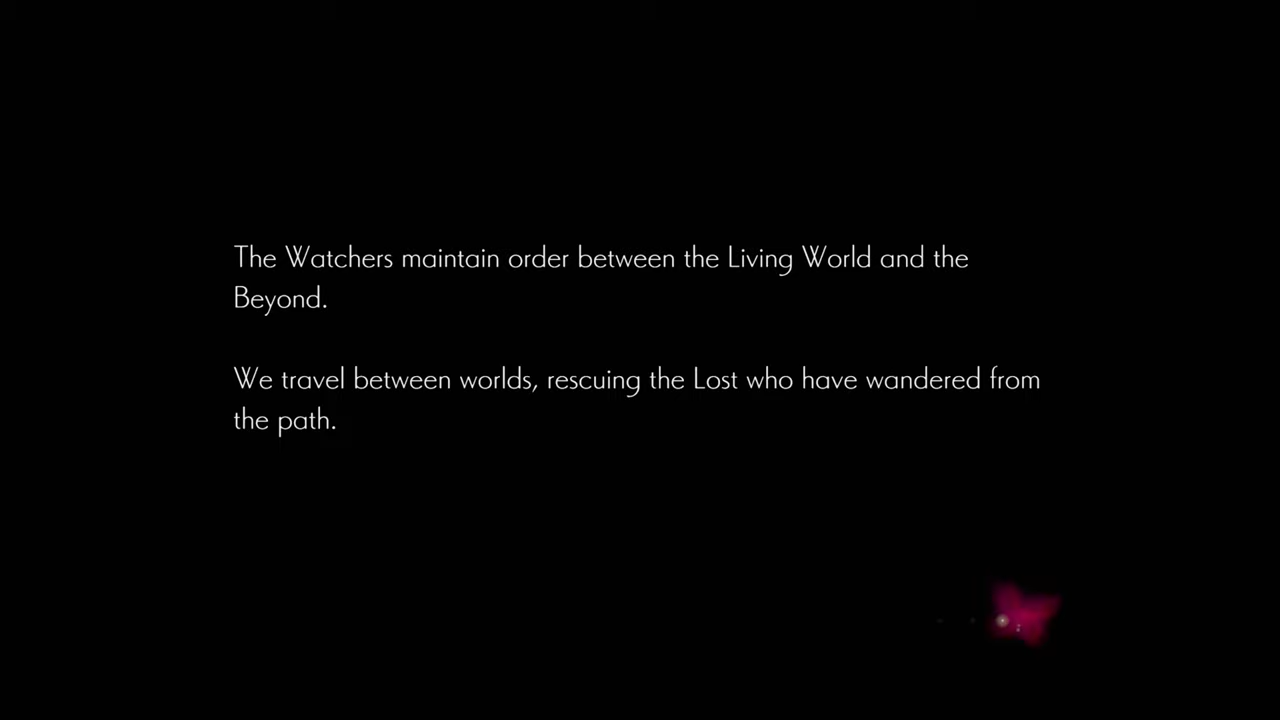 The Watchers maintain order between the Living World and the
Beyond.
We travel between worlds, rescuing the Lost who have wandered from
the path.